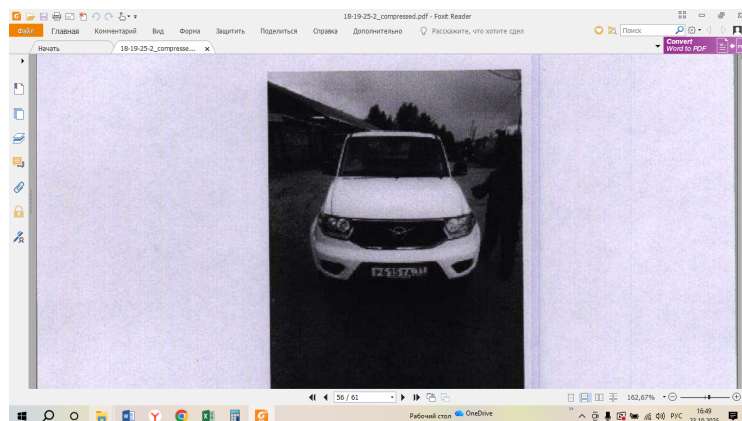 18-19-25-2_compressed.pdf - Foxit Reader
Файл Главная Комментарий Вид Форма Защитить Поделиться Справка Дополнительно Расскажите, что хотите сдел Поиск
Начать 18-19-25-2_compresse... x
Convert
Word to PDF
56 / 61 162,67%
Рабочий стол OneDrive РУС 16:49